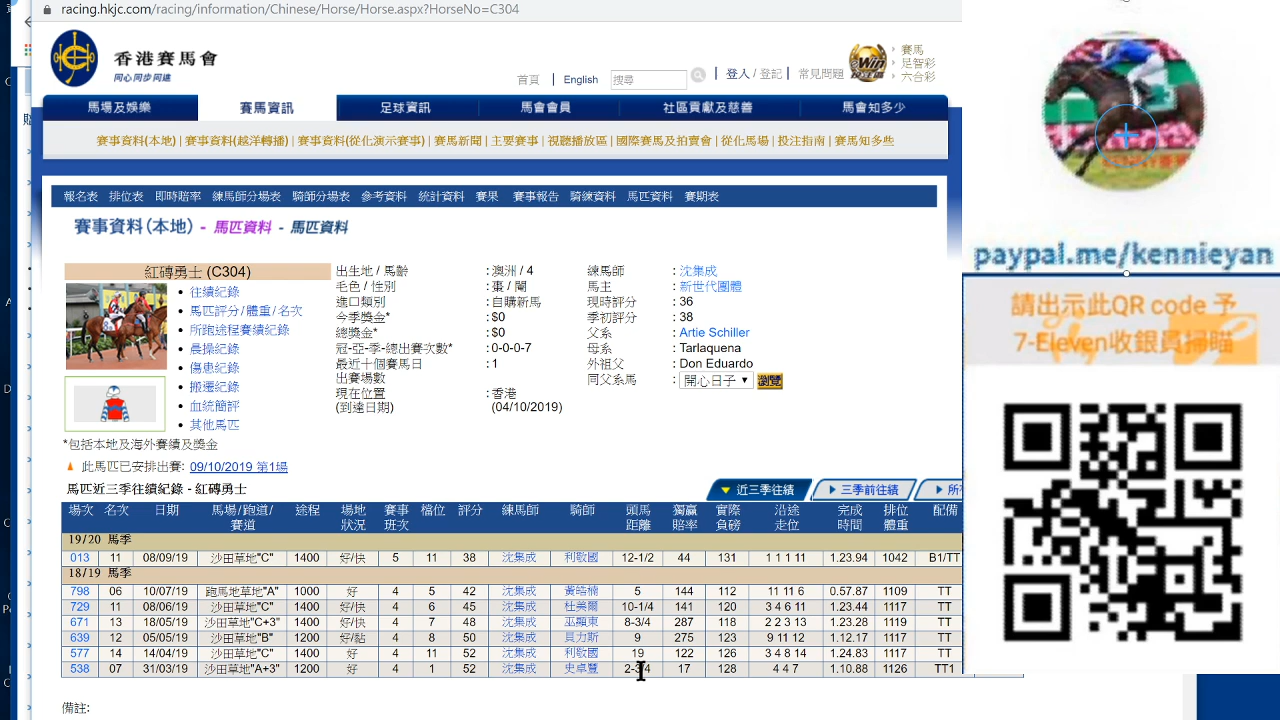 racing.hkjc.com/racing/information/Chinese/Horse/Horse.aspx?HorseNo=C304
香港賽馬會
同心同步同進
首頁 | English 搜尋 登入 / 登記 | 常見問題
eWin
賽馬
足智彩
六合彩
馬場及娛樂 賽馬資訊 足球資訊 馬會會員 社區貢獻及慈善 馬會知多少
賽事資料(本地) | 賽事資料(越洋轉播) | 賽事資料(從化演示賽事) | 賽馬新聞 | 主要賽事 | 視聽播放區 | 國際賽馬及拍賣會 | 從化馬場 | 投注指南 | 賽馬知多些
報名表 排位表 即時賠率 練馬師分場表 騎師分場表 參考資料 統計資料 賽果 賽事報告 騎練資料 馬匹資料 賽期表
賽事資料(本地) - 馬匹資料 - 馬匹資料
紅磚勇士 (C304)
往績紀錄
馬匹評分/體重/名次
所跑途程賽績紀錄
晨操紀錄
傷患紀錄
搬遷紀錄
血統簡評
其他馬匹
出生地 / 馬齡 : 澳洲 / 4
毛色 / 性別 : 棗 / 閹
進口類別 : 自購新馬
今季獎金* : $0
總獎金* : $0
冠-亞-季-總出賽次數* : 0-0-0-7
最近十個賽馬日 : 1
出賽場數
現在位置 : 香港
(到達日期) (04/10/2019)
練馬師 : 沈集成
馬主 : 新世代團體
現時評分 : 36
季初評分 : 38
父系 : Artie Schiller
母系 : Tarlaquena
外祖父 : Don Eduardo
同父系馬 : 開心日子 瀏覽
*包括本地及海外賽績及獎金
此馬匹已安排出賽: 09/10/2019 第1場
馬匹近三季往績紀錄 - 紅磚勇士
近三季往績 三季前往績
場次 名次 日期 馬場/跑道/賽道 途程 場地狀況 賽事班次 檔位 評分 練馬師 騎師 頭馬距離 獨贏賠率 實際負磅 沿途走位 完成時間 排位體重 配備
19/20 馬季
013 11 08/09/19 沙田草地"C" 1400 好/快 5 11 38 沈集成 利敬國 12-1/2 44 131 1 1 1 11 1.23.94 1042 B1/TT
18/19 馬季
798 06 10/07/19 跑馬地草地"A" 1000 好 4 5 42 沈集成 黃皓楠 5 144 112 11 11 6 0.57.87 1109 TT
729 11 08/06/19 沙田草地"C" 1400 好/快 4 6 45 沈集成 杜美爾 10-1/4 141 120 3 4 6 11 1.23.44 1117 TT
671 13 18/05/19 沙田草地"C+3" 1400 好/快 4 7 48 沈集成 巫顯東 8-3/4 287 118 2 2 3 13 1.23.28 1119 TT
639 12 05/05/19 沙田草地"B" 1200 好/黏 4 8 50 沈集成 貝力斯 9 275 123 9 11 12 1.12.17 1117 TT
577 14 14/04/19 沙田草地"C" 1400 好 4 11 52 沈集成 利敬國 19 122 126 3 4 8 14 1.24.83 1117 TT
538 07 31/03/19 沙田草地"A+3" 1200 好 4 1 52 沈集成 史卓豐 2-3/4 17 128 4 4 7 1.10.88 1126 TT1
備註:
paypal.me/kennieyan
請出示此QR code 予
7-Eleven收銀員掃瞄